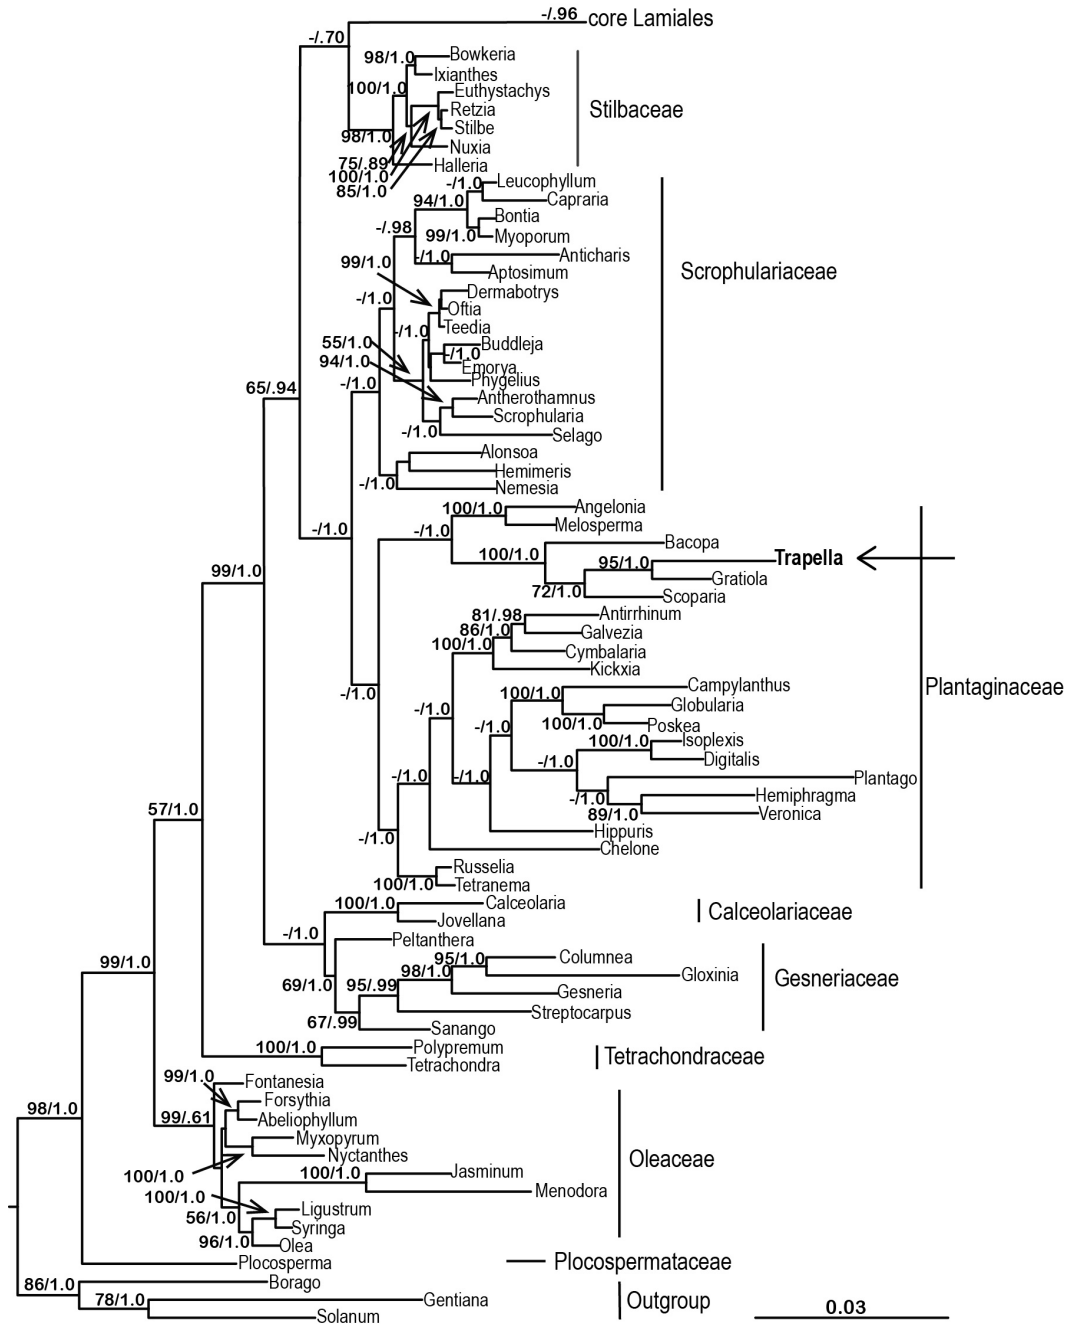 -/.96 core Lamiales
-/.70
98/1.0 Bowkeria
Ixianthes
100/1.0 Euthystachys
Retzia
Stilbaceae
98/1.0 Stilbe
Nuxia
75/.89 Halleria
100/1.0
85/1.0
-/1.0 Leucophyllum
94/1.0 Capraria
Bontia
-/.98 99/1.0 Myoporum
-/1.0 Anticharis
99/1.0 Aptosimum
Scrophulariaceae
Dermabotrys
-/1.0 Oftia
Teedia
-/1.0
55/1.0 Buddleja
-/1.0
94/1.0 Emorya
Phygelius
65/.94 -/1.0
Antherothamnus
Scrophularia
-/1.0 Selago
Alonsoa
Hemimeris
-/1.0 Nemesia
100/1.0 Angelonia
-/1.0 -/1.0 Melosperma
Bacopa
100/1.0 95/1.0 Trapella
99/1.0 Gratiola
72/1.0 Scoparia
81/.98 Antirrhinum
86/1.0 Galvezia
100/1.0 Cymbalaria
Kickxia
-/1.0 100/1.0 Campylanthus
Plantaginaceae
Globularia
-/1.0 -/1.0 100/1.0 Poskea
100/1.0 Isoplexis
-/1.0 Digitalis
-/1.0 -/1.0 Plantago
-/1.0 Hemiphragma
57/1.0 89/1.0 Veronica
-/1.0 Hippuris
Chelone
Russelia
100/1.0 Tetranema
100/1.0 Calceolaria
Calceolariaceae
Jovellana
-/1.0 Peltanthera
99/1.0 95/1.0 Columnea
98/1.0 Gloxinia
Gesneriaceae
69/1.0 95/.99 Gesneria
Streptocarpus
67/.99 Sanango
100/1.0 Polypremum
Tetrachondraceae
Tetrachondra
99/1.0 Fontanesia
Forsythia
98/1.0 99/.61 Abeliophyllum
Myxopyrum
Nyctanthes
Oleaceae
100/1.0 100/1.0 Jasminum
Menodora
100/1.0 Ligustrum
56/1.0 Syringa
96/1.0 Olea
Plocosperma Plocospermataceae
86/1.0 Borago
78/1.0 Gentiana
Outgroup
Solanum
0.03